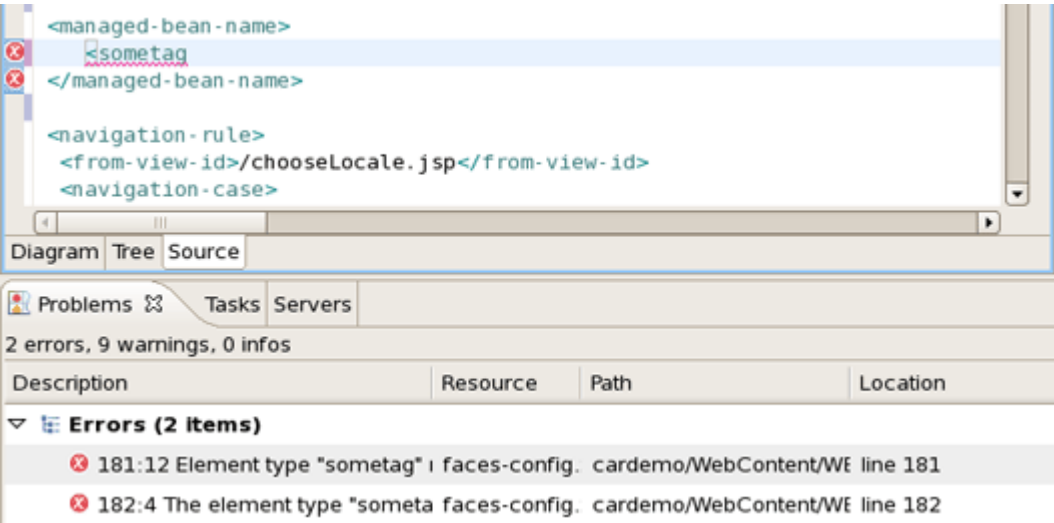 <managed-bean-name>
<sometag
</managed-bean-name>
<navigation-rule>
<from-view-id>/chooseLocale.jsp</from-view-id>
<navigation-case>
Diagram Tree Source
Problems Tasks Servers
2 errors, 9 warnings, 0 infos
Description Resource Path Location
Errors (2 items)
181:12 Element type "sometag" faces-config. cardemo/WebContent/WE line 181
182:4 The element type "someta faces-config. cardemo/WebContent/WE line 182